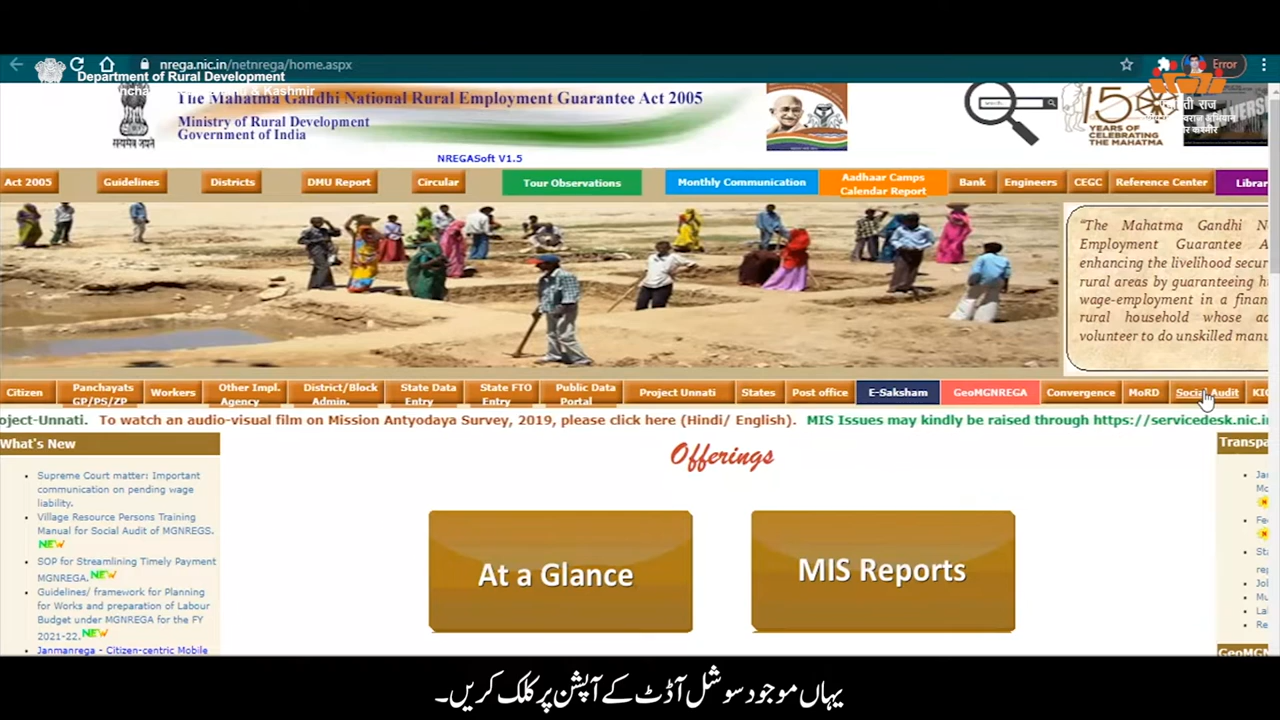 nrega.nic.in/netnrega/home.aspx
Error
Department of Rural Development
Kashmir
The Mahatma Gandhi National Rural Employment Guarantee Act 2005
Ministry of Rural Development
Government of India
सत्यमेव जयते
NREGASoft V1.5
150
YEARS OF
CELEBRATING
THE MAHATMA
Act 2005
Guidelines
Districts
DMU Report
Circular
Tour Observations
Monthly Communication
Aadhaar Camps
Calendar Report
Bank
Engineers
CEGC
Reference Center
Librar
"The Mahatma Gandhi N
Employment Guarantee A
enhancing the livelihood secur
rural areas by guaranteeing h
wage-employment in a finan
rural household whose ad
volunteer to do unskilled manu
Citizen
Panchayats
GP/PS/ZP
Workers
Other Impl.
Agency
District/Block
Admin.
State Data
Entry
State FTO
Entry
Public Data
Portal
Project Unnati
States
Post office
E-Saksham
GeoMGNREGA
Convergence
MoRD
Social Audit
oject-Unnati. To watch an audio-visual film on Mission Antyodaya Survey, 2019, please click here (Hindi/ English). MIS Issues may kindly be raised through https://servicedesk.nic.in
What's New
Supreme Court matter: Important
communication on pending wage
liability.
Village Resource Persons Training
Manual for Social Audit of MGNREGS.
NEW
SOP for Streamlining Timely Payment
MGNREGA. NEW
Guidelines/ framework for Planning
for Works and preparation of Labour
Budget under MGNREGA for the FY
2021-22. NEW
Janmanrega - Citizen-centric Mobile
Offerings
At a Glance
MIS Reports
Transpa
یہاں موجود سوشل آڈٹ کے آپشن پر کلک کریں۔